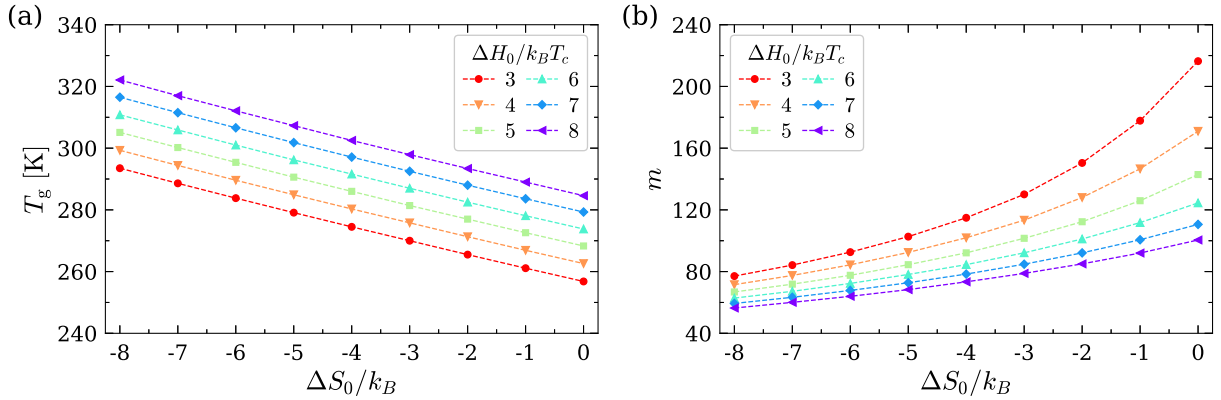 (a)
340
320
300
280
260
240
T_g [K]
-8 -7 -6 -5 -4 -3 -2 -1 0
ΔS_0/k_B
ΔH_0/k_BT_c
3 6
4 7
5 8
(b)
240
200
160
120
80
40
m
-8 -7 -6 -5 -4 -3 -2 -1 0
ΔS_0/k_B
ΔH_0/k_BT_c
3 6
4 7
5 8